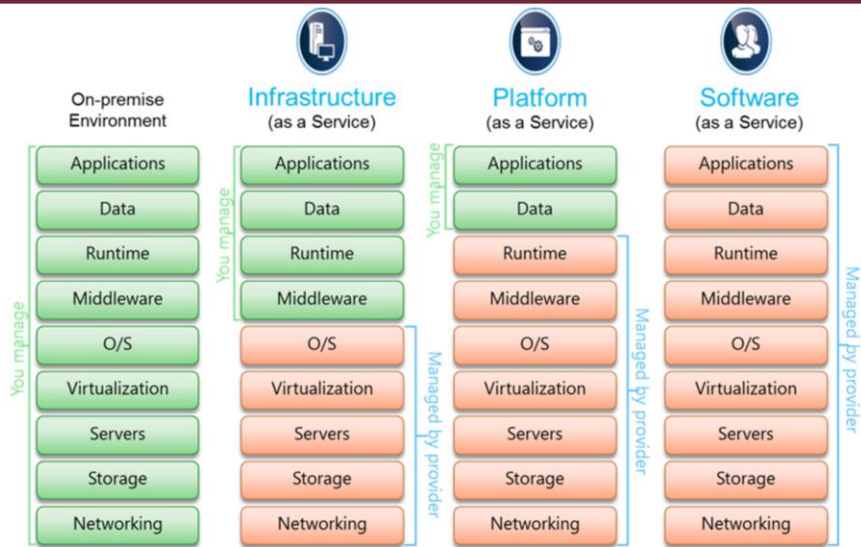 On-premise
Environment
You manage
Applications
Data
Runtime
Middleware
O/S
Virtualization
Servers
Storage
Networking
Infrastructure
(as a Service)
You manage
Applications
Data
Runtime
Middleware
O/S
Virtualization
Servers
Storage
Networking
Managed by provider
Platform
(as a Service)
You manage
Applications
Data
Runtime
Middleware
O/S
Virtualization
Servers
Storage
Networking
Managed by provider
Software
(as a Service)
Applications
Data
Runtime
Middleware
O/S
Virtualization
Servers
Storage
Networking
Managed by provider